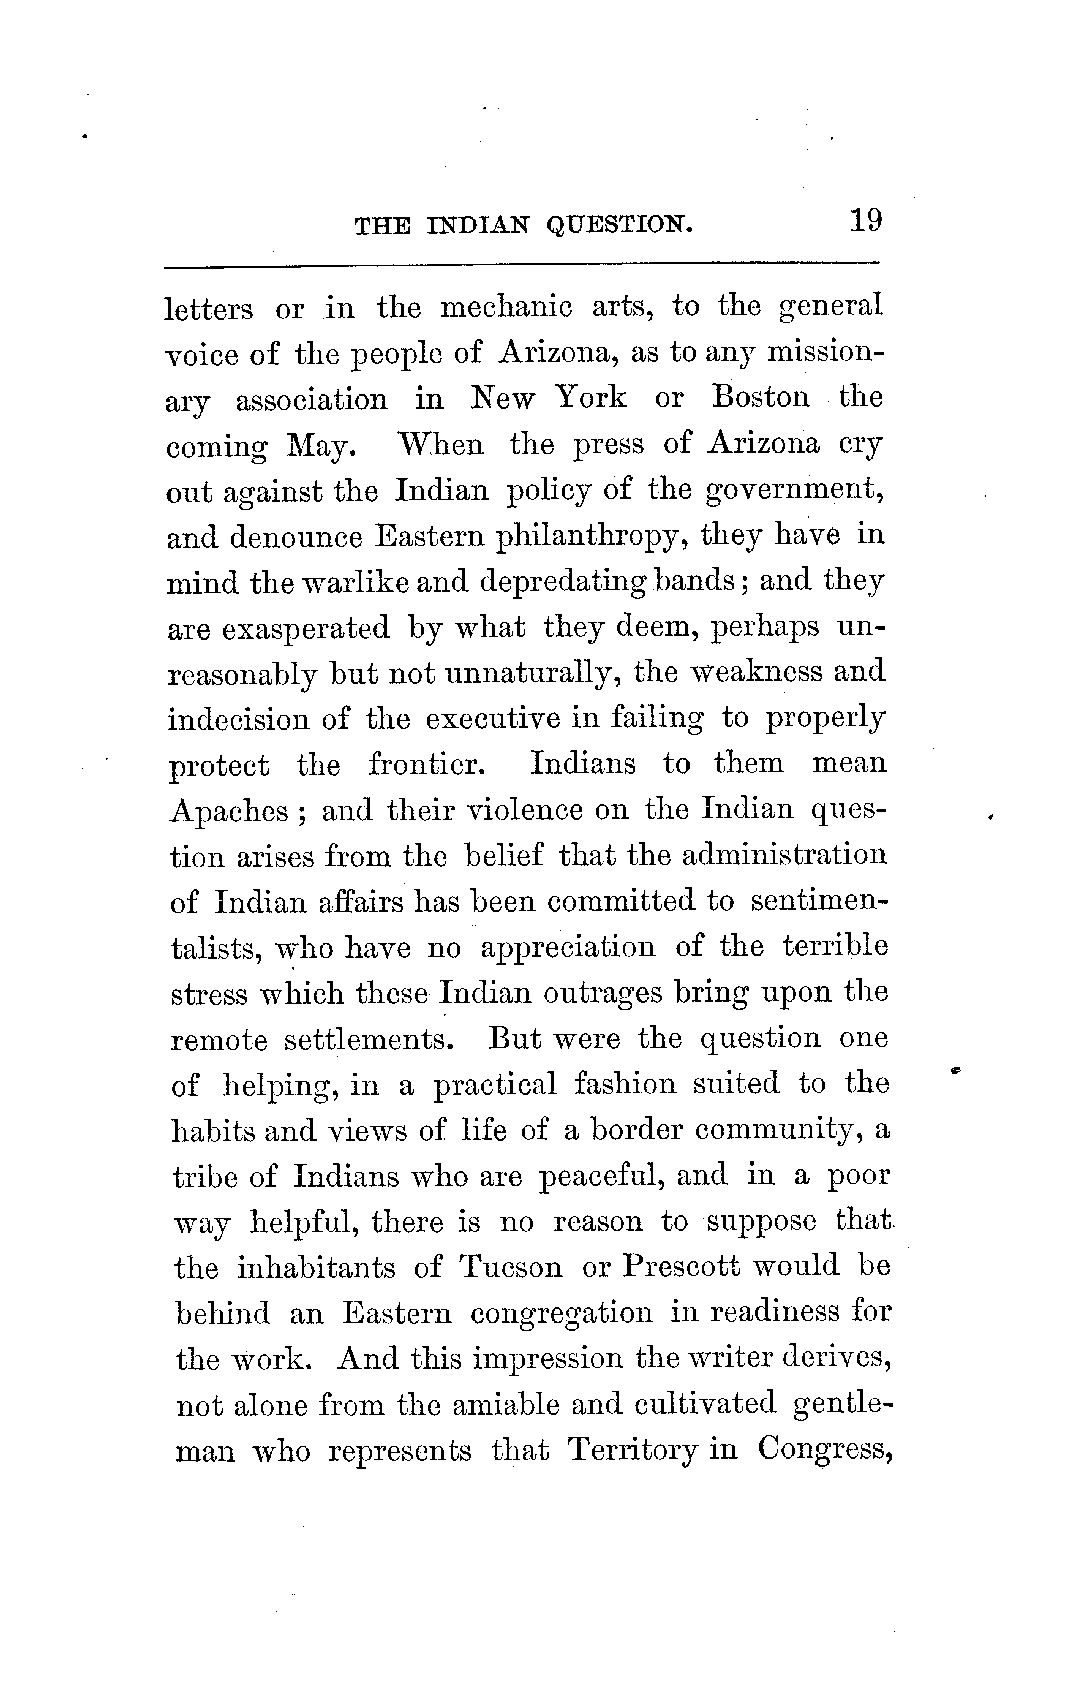 THE INDIAN QUESTION. 19
letters or in the mechanic arts, to the general
voice of the people of Arizona, as to any mission-
ary association in New York or Boston the
coming May. When the press of Arizona cry
out against the Indian policy of the government,
and denounce Eastern philanthropy, they have in
mind the warlike and depredating bands; and they
are exasperated by what they deem, perhaps un-
reasonably but not unnaturally, the weakness and
indecision of the executive in failing to properly
protect the frontier. Indians to them mean
Apaches; and their violence on the Indian ques-
tion arises from the belief that the administration
of Indian affairs has been committed to sentimen-
talists, who have no appreciation of the terrible
stress which these Indian outrages bring upon the
remote settlements. But were the question one
of helping, in a practical fashion suited to the
habits and views of life of a border community, a
tribe of Indians who are peaceful, and in a poor
way helpful, there is no reason to suppose that
the inhabitants of Tucson or Prescott would be
behind an Eastern congregation in readiness for
the work. And this impression the writer derives,
not alone from the amiable and cultivated gentle-
man who represents that Territory in Congress,